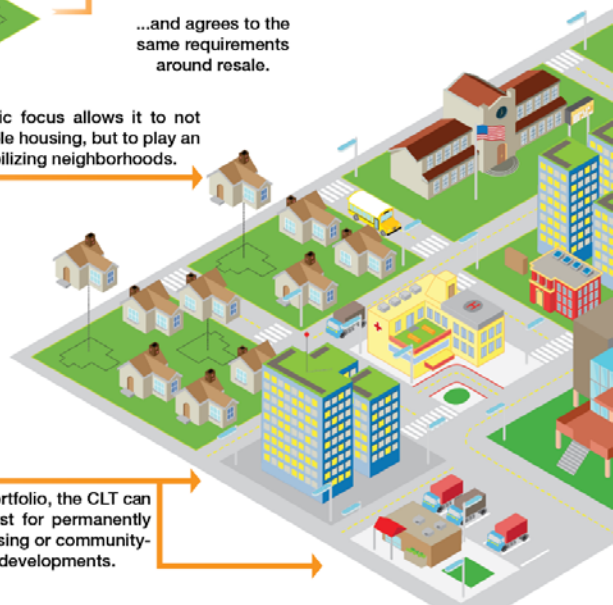 ...and agrees to the
same requirements
around resale.
ic focus allows it to not
le housing, but to play an
bilizing neighborhoods.
rtfolio, the CLT can
st for permanently
sing or community-
developments.
H